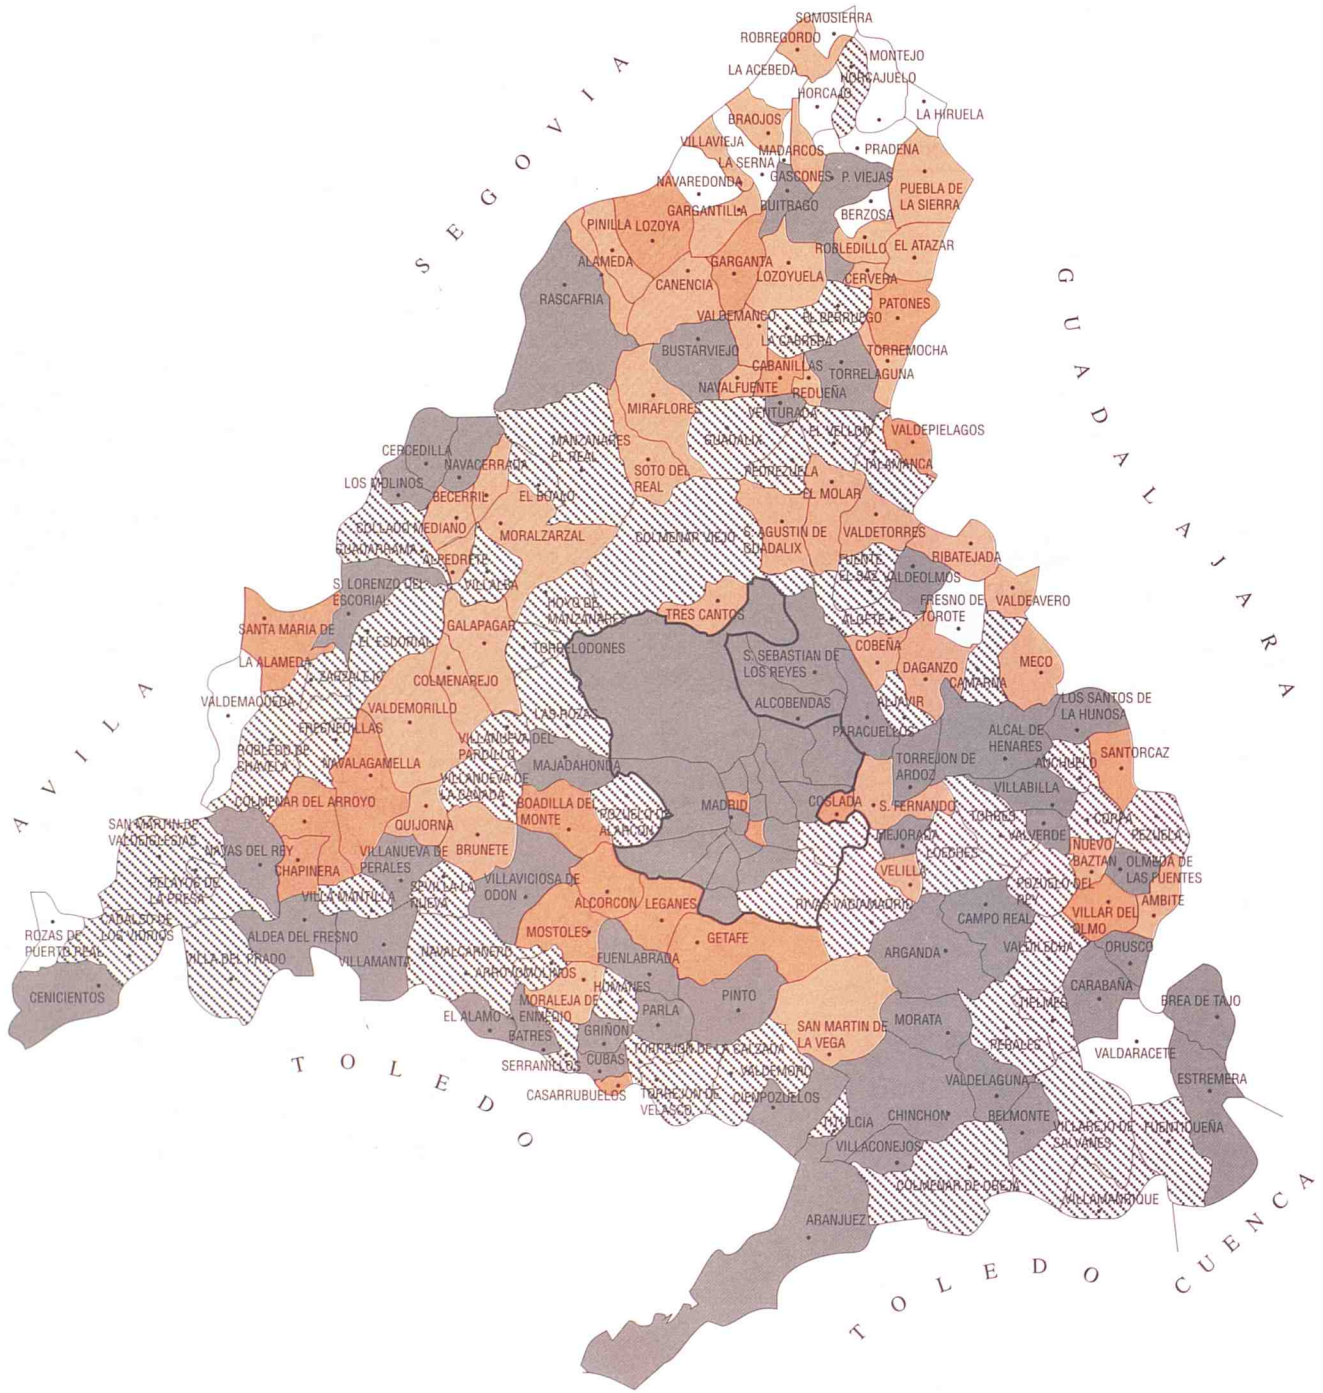 SOMOSIERRA
ROBREGORDO
MONTEJO
LA ACEBEDA
HORCAJUELO
HORCAJO
LA HIRUELA
BRAOJOS
VILLAVIEJA
MADARCOS
PRADENA
LA SERNA
GASCONES
P. VIEJAS
NAVAREDONDA
PUEBLA DE
LA SIERRA
BUITRAGO
BERZOSA
GARGANTILLA
PINILLA
LOZOYA
ROBLEDILLO
EL ATAZAR
ALAMEDA
GARGANTA
LOZOYUELA
CERVERA
CANENCIA
RASCAFRIA
PATONES
VALDEMANCO
EL BERRUECO
LA CABRERA
BUSTARVIEJO
TORREMOCHA
CABANILLAS
TORRELAGUNA
NAVALFUENTE
REDUEÑA
MIRAFLORES
VENTURADA
VALDEPIELAGOS
EL VELLON
GUADALIX
MANZANARES
EL REAL
CERCEDILLA
NAVACERRADA
TALAMANCA
PEDREZUELA
SOTO DEL
REAL
LOS MOLINOS
BECERRIL
EL BOALO
EL MOLAR
COLLADO MEDIANO
MORALZARZAL
COLMENAR VIEJO
S. AGUSTIN DE
GUADALIX
VALDETORRES
GUADARRAMA
ALPEDRETE
RIBATEJADA
FUENTE
EL SAZ
VALDEOLMOS
S. LORENZO DEL
ESCORIAL
VILLALBA
HOYO DE
MANZANARES
FRESNO DE
TOROTE
VALDEAVERO
TRES CANTOS
ALGETE
SANTA MARIA DE
LA ALAMEDA
EL ESCORIAL
GALAPAGAR
TORRELODONES
COBEÑA
DAGANZO
MECO
S. SEBASTIAN DE
LOS REYES
ZARZALEJO
COLMENAREJO
CAMARMA
VALDEMAQUEDA
ALCOBENDAS
AJALVIR
LOS SANTOS DE
LA HUNOSA
VALDEMORILLO
LAS ROZAS
FRESNEDILLAS
PARACUELLOS
ALCAL DE
HENARES
VILLANUEVA DEL
PARDILLO
ROBLEDO DE
CHAVELA
SANTORCAZ
NAVALAGAMELLA
MAJADAHONDA
TORREJON DE
ARDOZ
VILLANUEVA DE
LA CAÑADA
VILLABILLA
COLMENAR DEL ARROYO
BOADILLA DEL
MONTE
MADRID
COSLADA
S. FERNANDO
POZUELO DE
ALARCON
TORRES
CORPA
PEZUELA
SAN MARTIN DE
VALDEIGLESIAS
QUIJORNA
MEJORADA
VALVERDE
NAVAS DEL REY
BRUNETE
LOECHES
NUEVO
BAZTAN
OLMEDA DE
LAS FUENTES
VILLANUEVA DE
PERALES
CHAPINERA
VELILLA
PELAYOS DE
LA PRESA
SEVILLA LA
NUEVA
VILLAVICIOSA DE
ODON
POZUELO DEL
REY
VILLA MANTILLA
ALCORCON
LEGANES
RIVAS VACIAMADRID
VILLAR DEL
OLMO
AMBITE
CADALSO DE
LOS VIDRIOS
CAMPO REAL
ROZAS DE
PUERTO REAL
ALDEA DEL FRESNO
MOSTOLES
GETAFE
VALDILECHA
ORUSCO
ARGANDA
VILLA DEL PRADO
VILLAMANTA
NAVALCARNERO
FUENLABRADA
ARROYOMOLINOS
HUMANES
CARABAÑA
CENICIENTOS
PINTO
BREA DE TAJO
MORALEJA DE
ENMEDIO
PARLA
EL ALAMO
MORATA
SAN MARTIN DE
LA VEGA
BATRES
GRIÑON
PERALES
VALDARACETE
TORREJON DE LA CALZADA
CUBAS
SERRANILLOS
VALDEMORO
ESTREMERA
VALDELAGUNA
CASARRUBUELOS
TORREJON DE
VELASCO
CIENPOZUELOS
CHINCHON
BELMONTE
TITULCIA
VILLAREJO DE
SALVANES
FUENTIDUEÑA
VILLACONEJOS
COLMENAR DE OREJA
VILLAMANRIQUE
ARANJUEZ
SEGOVIA
GUADALAJARA
AVILA
TOLEDO
TOLEDO
CUENCA